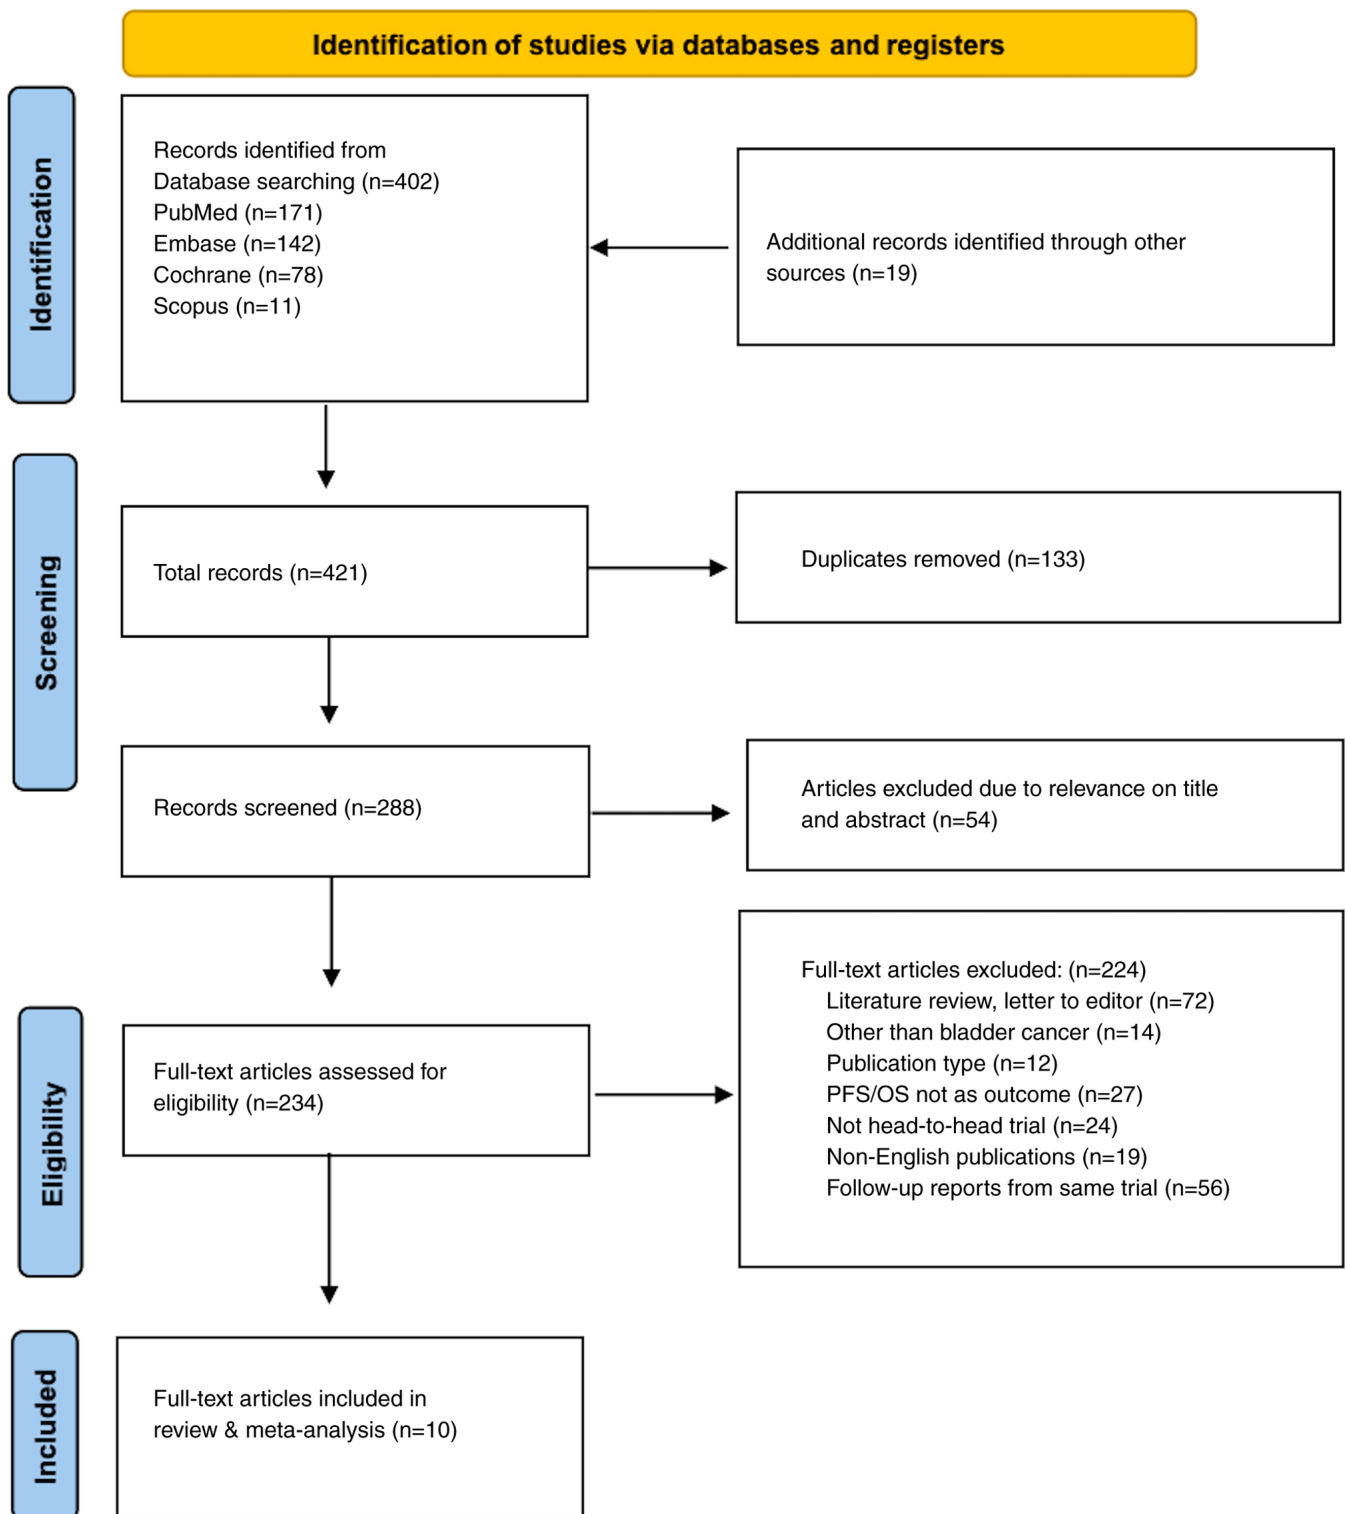 Identification of studies via databases and registers
Identification
Records identified from
Database searching (n=402)
PubMed (n=171)
Embase (n=142)
Cochrane (n=78)
Scopus (n=11)
Additional records identified through other
sources (n=19)
Screening
Total records (n=421)
Duplicates removed (n=133)
Records screened (n=288)
Articles excluded due to relevance on title
and abstract (n=54)
Eligibility
Full-text articles assessed for
eligibility (n=234)
Full-text articles excluded: (n=224)
Literature review, letter to editor (n=72)
Other than bladder cancer (n=14)
Publication type (n=12)
PFS/OS not as outcome (n=27)
Not head-to-head trial (n=24)
Non-English publications (n=19)
Follow-up reports from same trial (n=56)
Included
Full-text articles included in
review & meta-analysis (n=10)